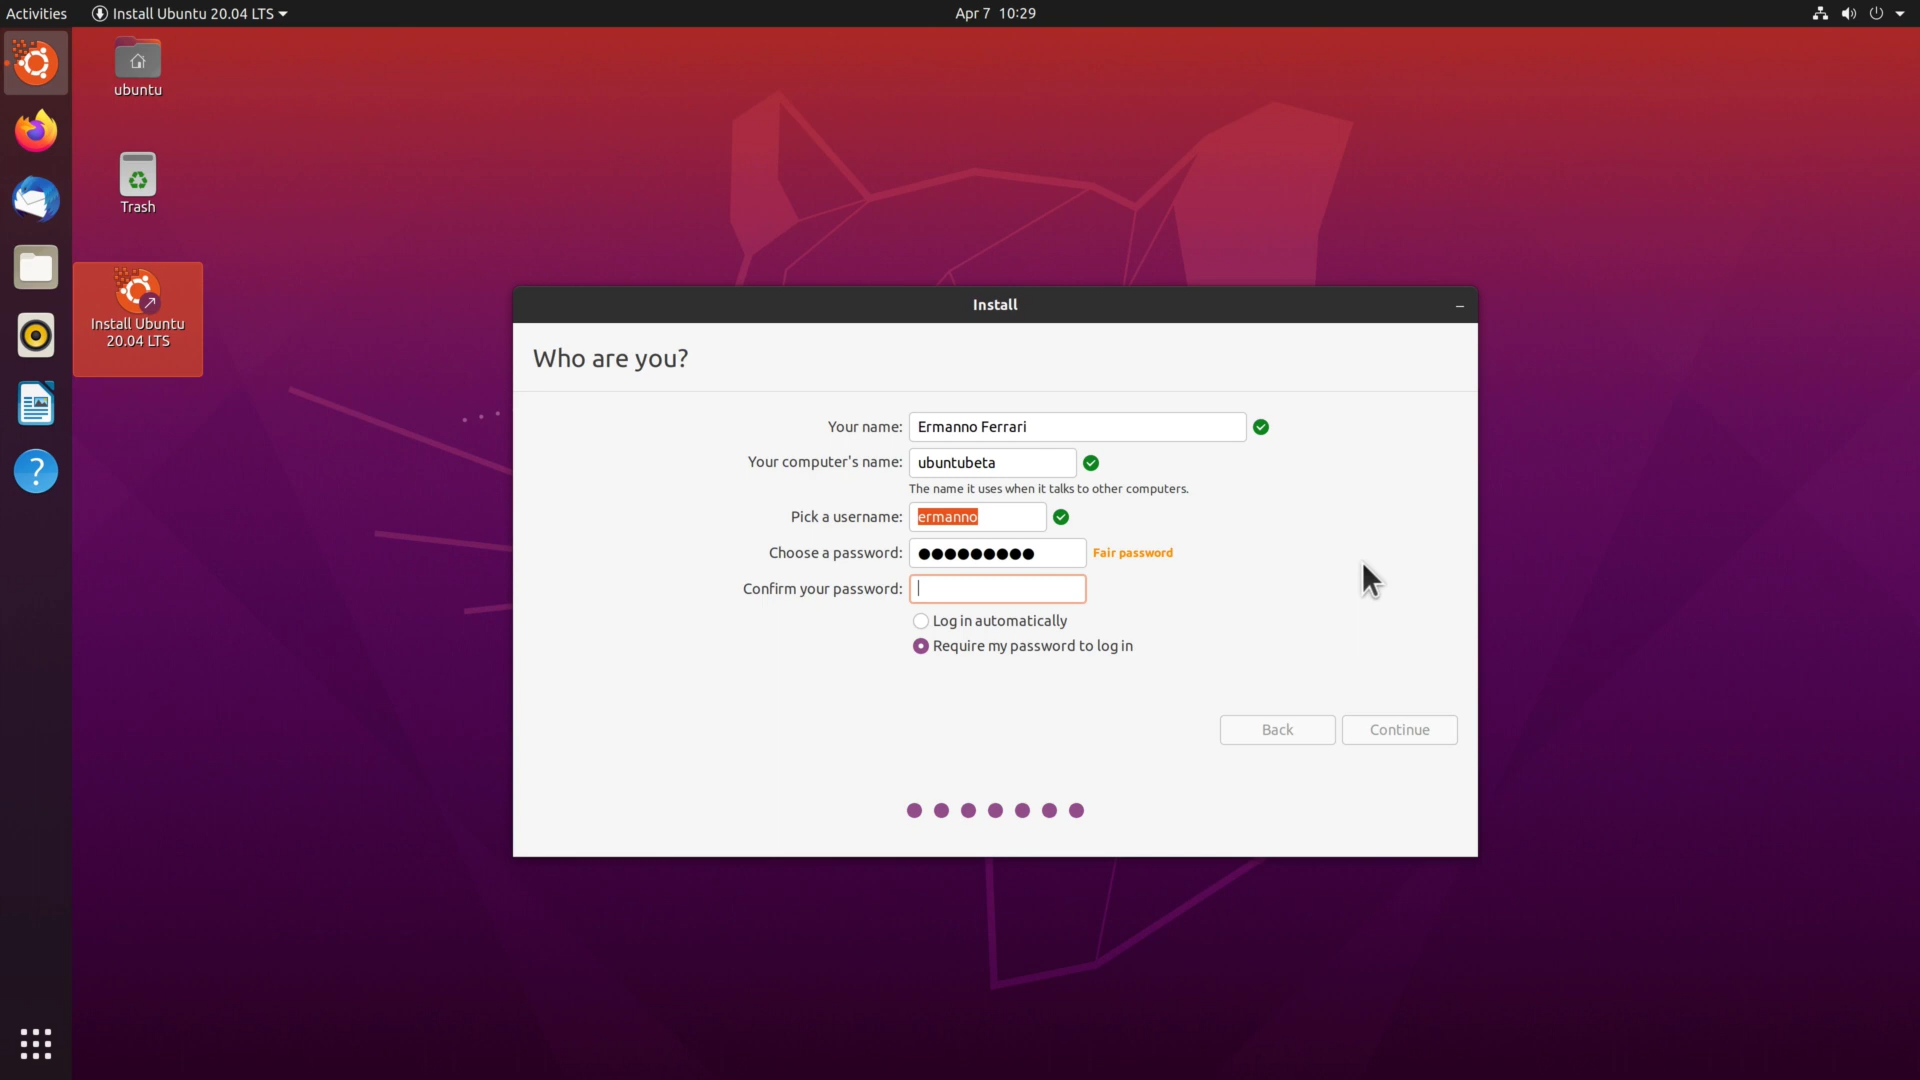 Activities
Install Ubuntu 20.04 LTS
Apr 7 10:29
ubuntu
Trash
Install Ubuntu
20.04 LTS
Install
Who are you?
Your name: Ermanno Ferrari
Your computer's name: ubuntubeta
The name it uses when it talks to other computers.
Pick a username: ermanno
Choose a password: ●●●●●●●●● Fair password
Confirm your password:
Log in automatically
Require my password to log in
Back
Continue